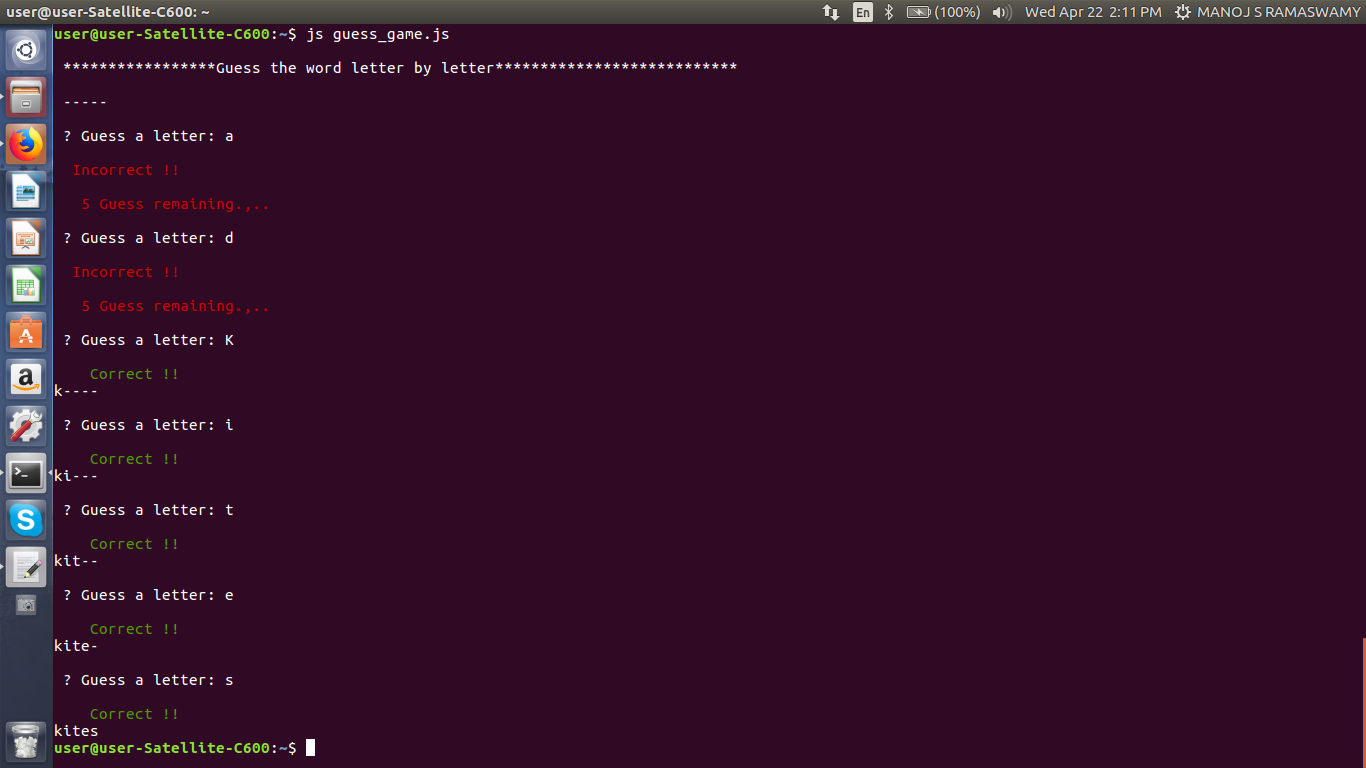 user@user-Satellite-C600: ~
En (100%) Wed Apr 22 2:11 PM MANOJ S RAMASWAMY
user@user-Satellite-C600:~$ js guess_game.js
*****************Guess the word letter by letter***************************
-----
? Guess a letter: a
Incorrect !!
5 Guess remaining.,..
? Guess a letter: d
Incorrect !!
5 Guess remaining.,..
? Guess a letter: K
Correct !!
k----
? Guess a letter: i
Correct !!
ki---
? Guess a letter: t
Correct !!
kit--
? Guess a letter: e
Correct !!
kite-
? Guess a letter: s
Correct !!
kites
user@user-Satellite-C600:~$